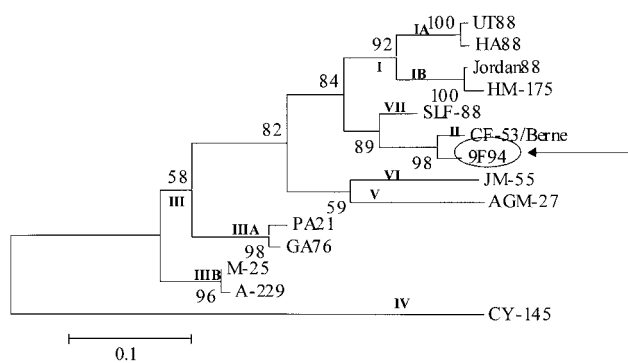 IA 100 UT88
92 HA88
I IB Jordan88
84 100 HM-175
VII SLF-88
82 II CF-53/Berne
89 98 9F94
58 VI JM-55
III 59 V AGM-27
IIIA PA21
98 GA76
IIIB M-25
96 A-229
IV CY-145
0.1